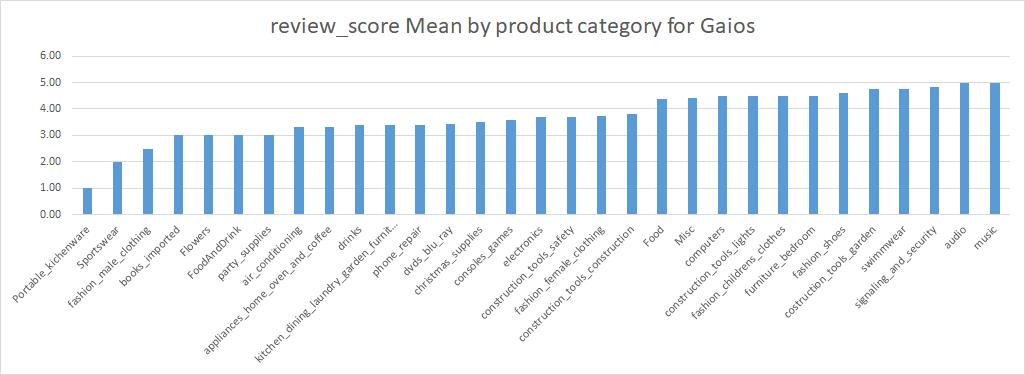 review_score Mean by product category for Gaios
6.00
5.00
4.00
3.00
2.00
1.00
0.00
Portable_kichenware
Sportswear
fashion_male_clothing
books_imported
Flowers
FoodAndDrink
party_supplies
air_conditioning
appliances_home_oven_and_coffee
drinks
kitchen_dining_laundry_garden_furnit...
phone_repair
dvds_blu_ray
christmas_supplies
consoles_games
electronics
construction_tools_safety
fashion_female_clothing
construction_tools_construction
Food
Misc
computers
construction_tools_lights
fashion_childrens_clothes
furniture_bedroom
fashion_shoes
costruction_tools_garden
swimmwear
signaling_and_security
audio
music